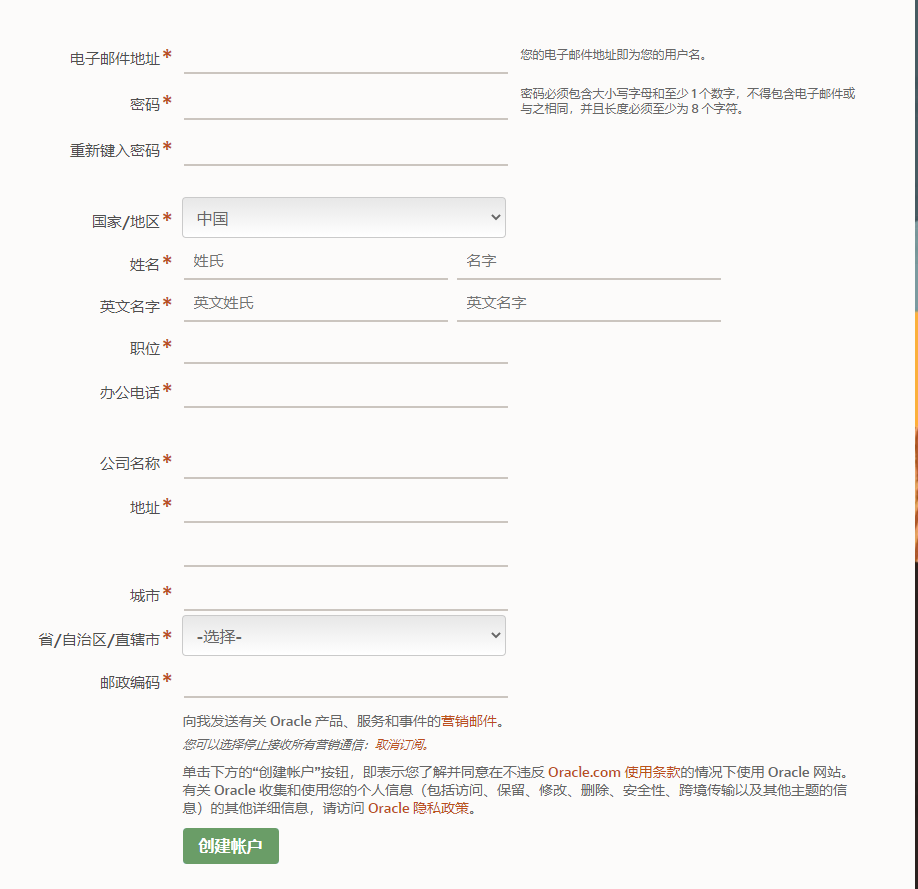 电子邮件地址*
您的电子邮件地址即为您的用户名。
密码*
密码必须包含大小写字母和至少 1 个数字，不得包含电子邮件或
与之相同，并且长度必须至少为 8 个字符。
重新键入密码*
国家/地区* 中国
姓名* 姓氏 名字
英文名字* 英文姓氏 英文名字
职位*
办公电话*
公司名称*
地址*
城市*
省/自治区/直辖市* -选择-
邮政编码*
向我发送有关 Oracle 产品、服务和事件的营销邮件。
您可以选择停止接收所有营销通信：取消订阅。
单击下方的“创建帐户”按钮，即表示您了解并同意在不违反 Oracle.com 使用条款的情况下使用 Oracle 网站。
有关 Oracle 收集和使用您的个人信息（包括访问、保留、修改、删除、安全性、跨境传输以及其他主题的信
息）的其他详细信息，请访问 Oracle 隐私政策。
创建帐户